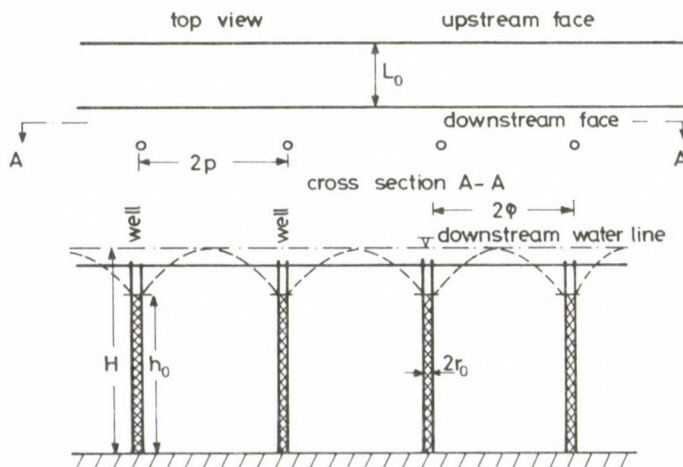 top view
upstream face
L₀
downstream face
A
A
2p
cross section A-A
well
well
2φ
downstream water line
H
h₀
2r₀